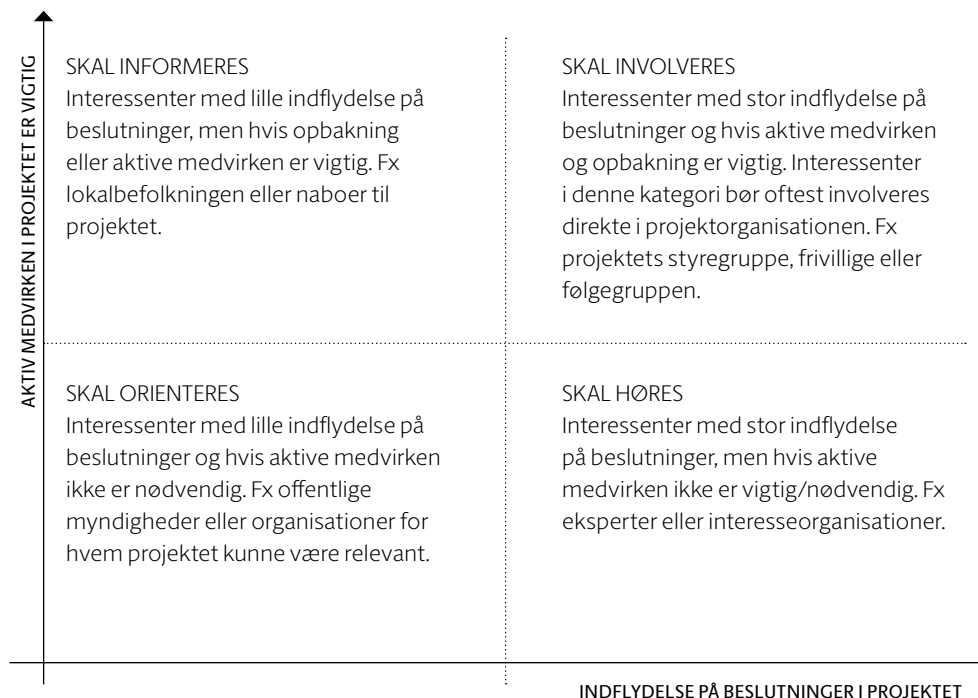 AKTIV MEDVIRKEN I PROJEKTET ER VIGTIG
SKAL INFORMERES
Interessenter med lille indflydelse på
beslutninger, men hvis opbakning
eller aktive medvirken er vigtig. Fx
lokalbefolkningen eller naboer til
projektet.
SKAL INVOLVERES
Interessenter med stor indflydelse på
beslutninger og hvis aktive medvirken
og opbakning er vigtig. Interessenter
i denne kategori bør oftest involveres
direkte i projektorganisationen. Fx
projektets styregruppe, frivillige eller
følgegruppen.
SKAL ORIENTERES
Interessenter med lille indflydelse på
beslutninger og hvis aktive medvirken
ikke er nødvendig. Fx offentlige
myndigheder eller organisationer for
hvem projektet kunne være relevant.
SKAL HØRES
Interessenter med stor indflydelse
på beslutninger, men hvis aktive
medvirken ikke er vigtig/nødvendig. Fx
eksperter eller interesseorganisationer.
INDFLYDELSE PÅ BESLUTNINGER I PROJEKTET